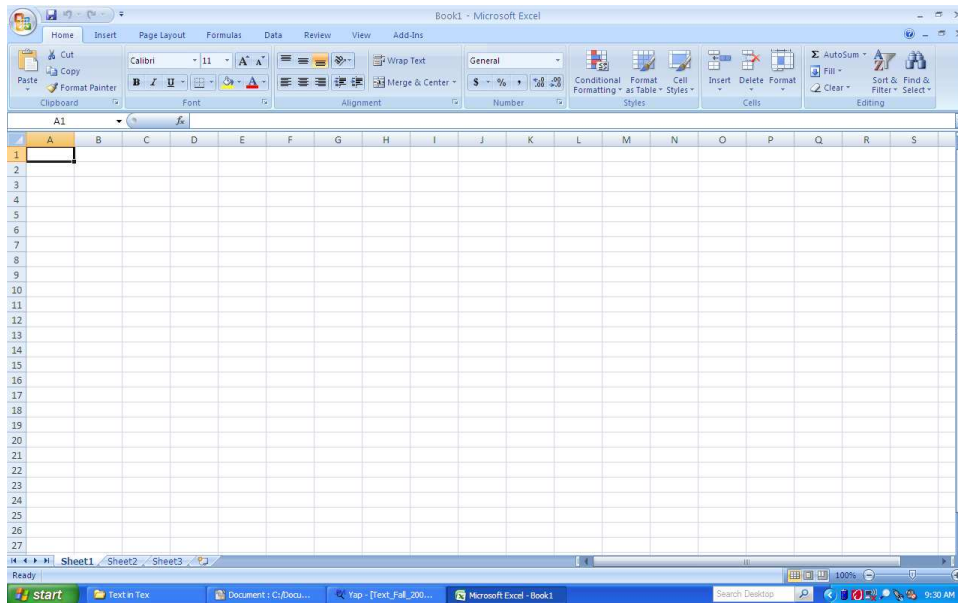 Book1 - Microsoft Excel
Home Insert Page Layout Formulas Data Review View Add-Ins
Paste
Cut
Copy
Format Painter
Clipboard
Calibri 11 A A
B I U A
Font
Wrap Text
Merge & Center
Alignment
General
$ % , .0 .00 .00 .0
Number
Conditional Formatting
Format as Table
Cell Styles
Styles
Insert Delete Format
Cells
Σ AutoSum
Fill
Clear
Sort & Filter
Find & Select
Editing
A1 fx
A B C D E F G H I J K L M N O P Q R S
1
2
3
4
5
6
7
8
9
10
11
12
13
14
15
16
17
18
19
20
21
22
23
24
25
26
27
Sheet1 Sheet2 Sheet3
Ready 100%
start Text in Tex Document : C:/Docu... Yap - [Text_Fall_200... Microsoft Excel - Book1 Search Desktop 9:30 AM